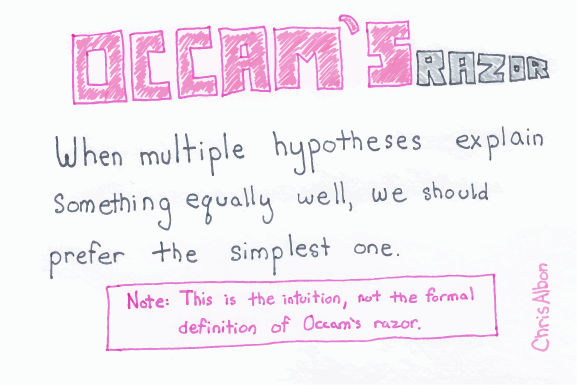 OCCAM'S RAZOR
When multiple hypotheses explain
something equally well, we should
prefer the simplest one.
Note: This is the intuition, not the formal
definition of Occam's razor.
ChrisAlbon